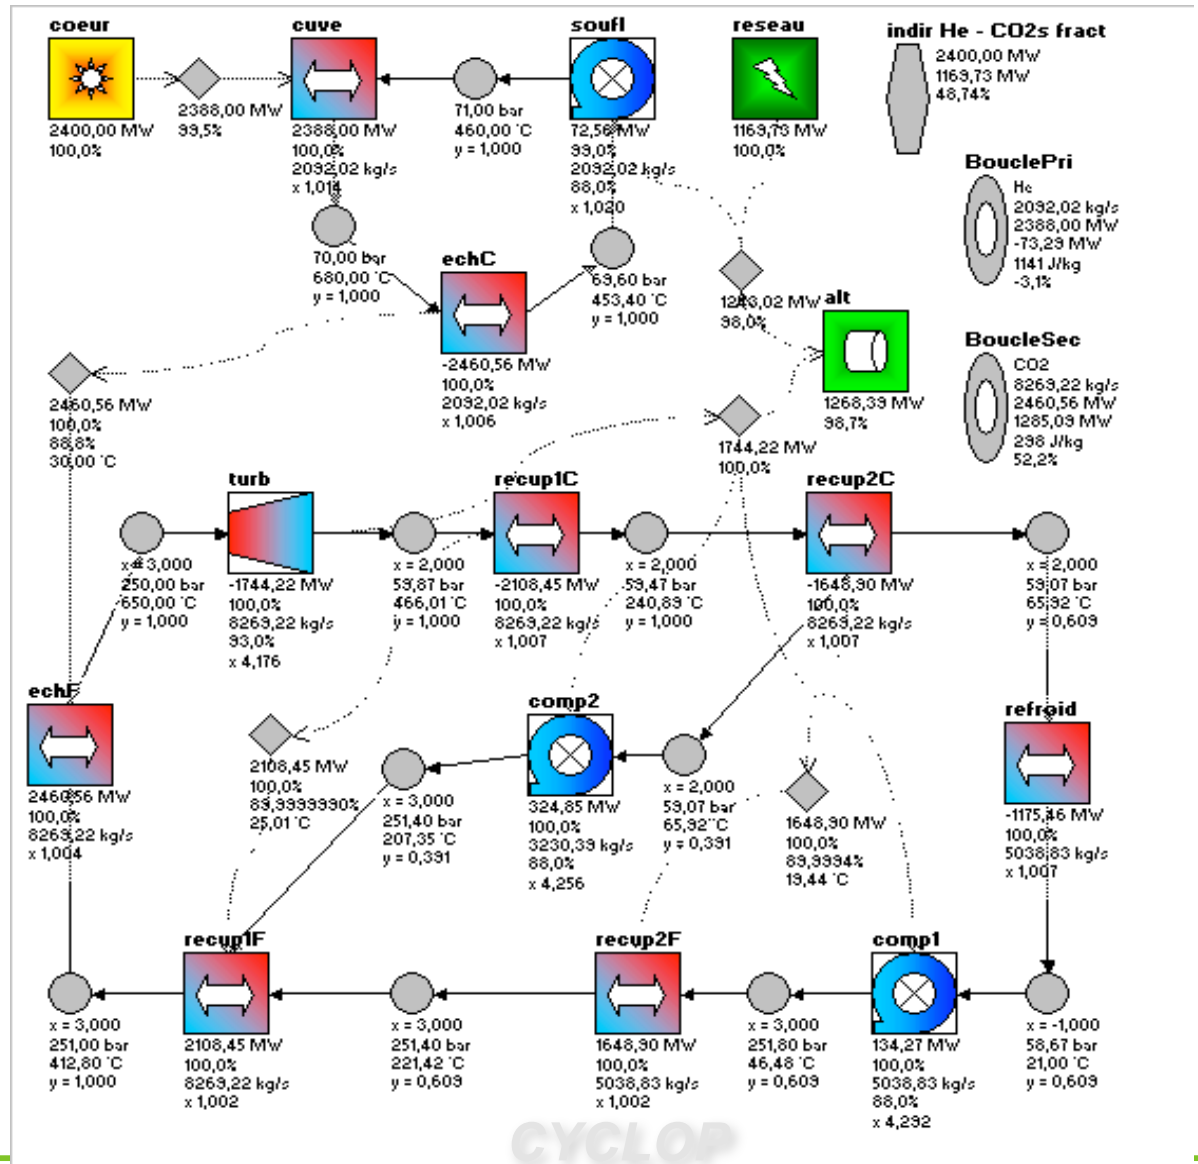 coeur
2400,00 MW
100,0%
2388,00 MW
99,5%
cuve
2388,00 MW
100,0%
2092,02 kg/s
x 1,014
71,00 bar
460,00 °C
y = 1,000
soufl
72,56 MW
99,0%
2092,02 kg/s
88,0%
x 1,020
reseau
1169,73 MW
100,0%
indir He - CO2s fract
2400,00 MW
1169,73 MW
48,74%
BouclePri
He
2092,02 kg/s
2388,00 MW
-73,29 MW
1141 J/kg
-3,1%
70,00 bar
680,00 °C
y = 1,000
echC
-2460,56 MW
100,0%
2092,02 kg/s
x 1,006
69,60 bar
453,40 °C
y = 1,000
1243,02 MW
98,0%
alt
1268,39 MW
98,7%
BoucleSec
CO2
8269,22 kg/s
2460,56 MW
1285,09 MW
298 J/kg
52,2%
2460,56 MW
100,0%
88,8%
30,00 °C
1744,22 MW
100,0%
x = 3,000
250,00 bar
650,00 °C
y = 1,000
turb
-1744,22 MW
100,0%
8269,22 kg/s
93,0%
x 4,176
x = 2,000
59,87 bar
466,01 °C
y = 1,000
recup1C
-2108,45 MW
100,0%
8269,22 kg/s
x 1,007
x = 2,000
59,47 bar
240,89 °C
y = 1,000
recup2C
-1648,90 MW
100,0%
8269,22 kg/s
x 1,007
x = 2,000
59,07 bar
65,92 °C
y = 0,609
echF
2460,56 MW
100,0%
8269,22 kg/s
x 1,004
2108,45 MW
100,0%
89,9999990%
25,01 °C
x = 3,000
251,40 bar
207,35 °C
y = 0,391
comp2
324,85 MW
100,0%
3230,39 kg/s
88,0%
x 4,256
x = 2,000
59,07 bar
65,92 °C
y = 0,391
1648,90 MW
100,0%
89,9994%
19,44 °C
refroid
-1175,46 MW
100,0%
5038,83 kg/s
x 1,007
x = 3,000
251,00 bar
412,80 °C
y = 1,000
recup1F
2108,45 MW
100,0%
8269,22 kg/s
x 1,002
x = 3,000
251,40 bar
221,42 °C
y = 0,609
recup2F
1648,90 MW
100,0%
5038,83 kg/s
x 1,002
x = 3,000
251,80 bar
46,48 °C
y = 0,609
comp1
134,27 MW
100,0%
5038,83 kg/s
88,0%
x 4,292
x = -1,000
58,67 bar
21,00 °C
y = 0,609
CYCLOP